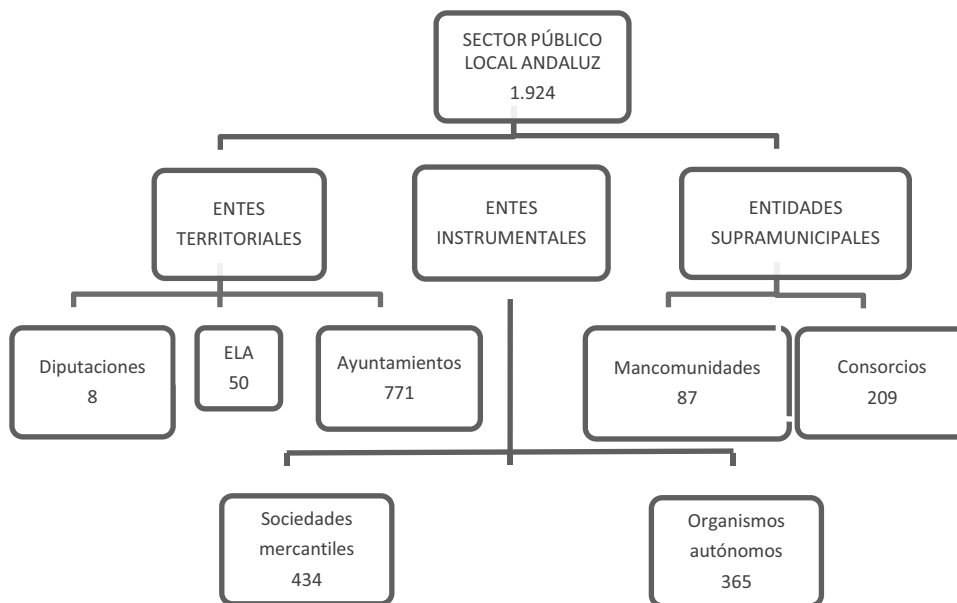 SECTOR PÚBLICO
LOCAL ANDALUZ
1.924
ENTES
TERRITORIALES
ENTES
INSTRUMENTALES
ENTIDADES
SUPRAMUNICIPALES
Diputaciones
8
ELA
50
Ayuntamientos
771
Mancomunidades
87
Consorcios
209
Sociedades
mercantiles
434
Organismos
autónomos
365